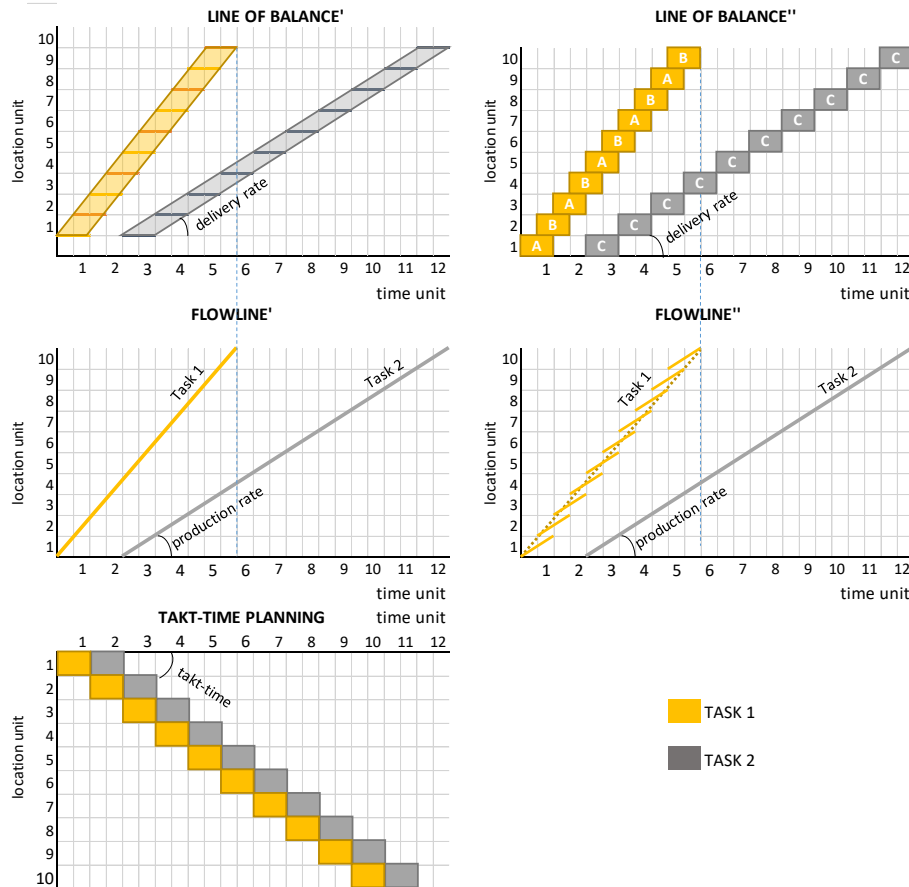 LINE OF BALANCE'
10
9
8
7
6
5
4
3
2
1
location unit
delivery rate
1 2 3 4 5 6 7 8 9 10 11 12
time unit
LINE OF BALANCE''
10
9
8
7
6
5
4
3
2
1
location unit
B C
A C
B C
A C
B C
A C
B C
A C
B C
A C
delivery rate
1 2 3 4 5 6 7 8 9 10 11 12
time unit
FLOWLINE'
10
9
8
7
6
5
4
3
2
1
location unit
Task 1
Task 2
production rate
1 2 3 4 5 6 7 8 9 10 11 12
time unit
FLOWLINE''
10
9
8
7
6
5
4
3
2
1
location unit
Task 1
Task 2
production rate
1 2 3 4 5 6 7 8 9 10 11 12
time unit
TAKT-TIME PLANNING
time unit
1 2 3 4 5 6 7 8 9 10 11 12
1
2
3
4
5
6
7
8
9
10
location unit
takt-time
TASK 1
TASK 2